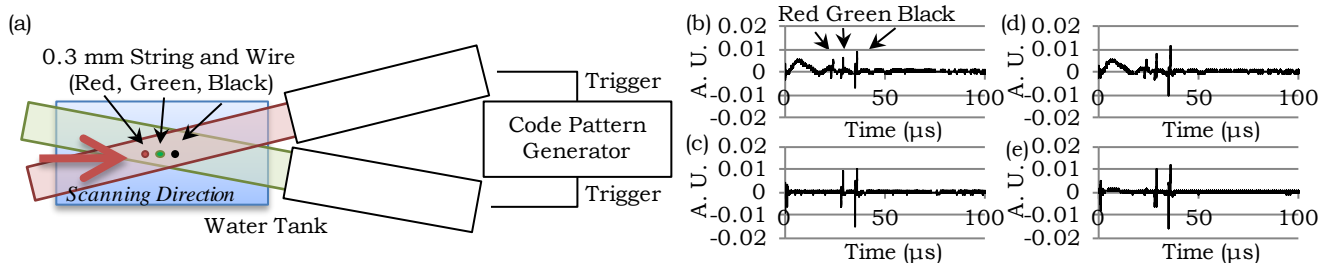 (a)
0.3 mm String and Wire
(Red, Green, Black)
Scanning Direction
Water Tank
Trigger
Code Pattern
Generator
Trigger
(b)
Red Green Black
A. U.
0.02
0.01
0
-0.01
-0.02
0
50
100
Time (μs)
(c)
A. U.
0.02
0.01
0
-0.01
-0.02
0
50
100
Time (μs)
(d)
A. U.
0.02
0.01
0
-0.01
-0.02
0
50
100
Time (μs)
(e)
A. U.
0.02
0.01
0
-0.01
-0.02
0
50
100
Time (μs)